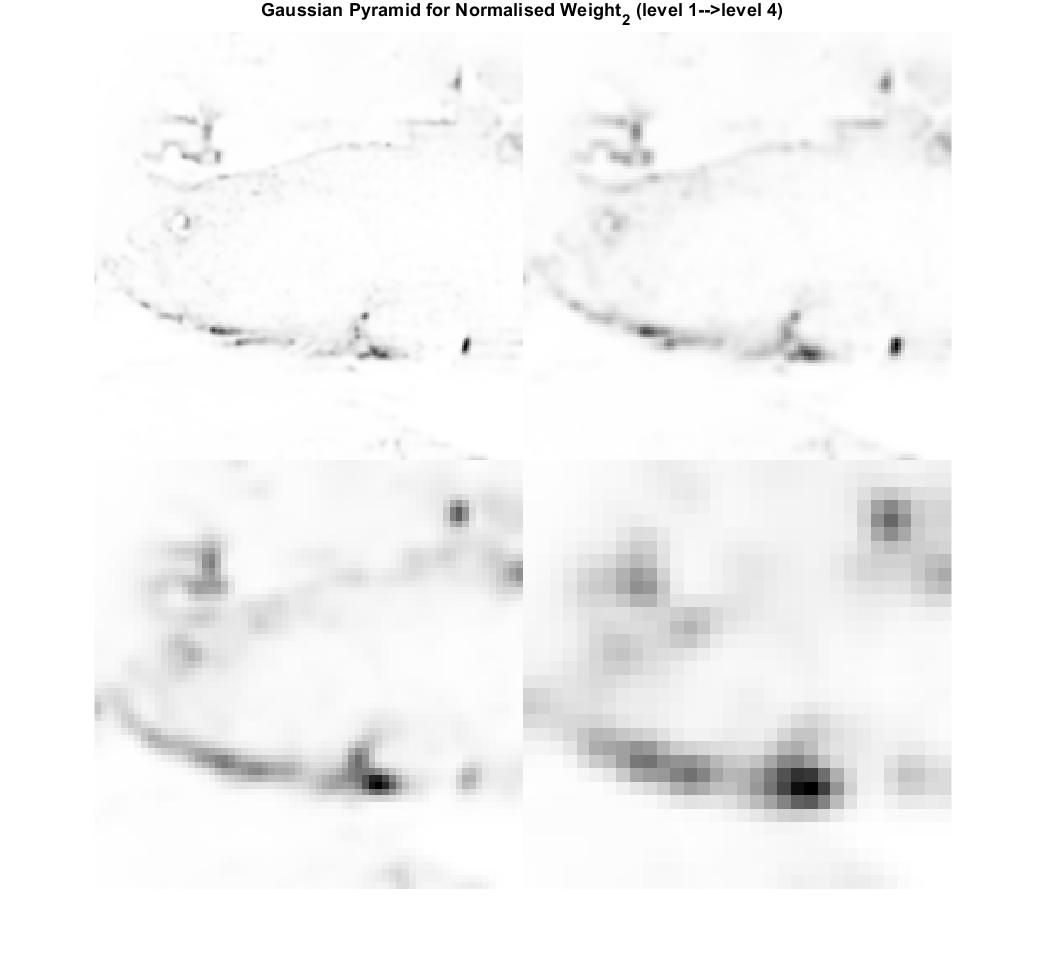 Gaussian Pyramid for Normalised Weight₂ (level 1-->level 4)